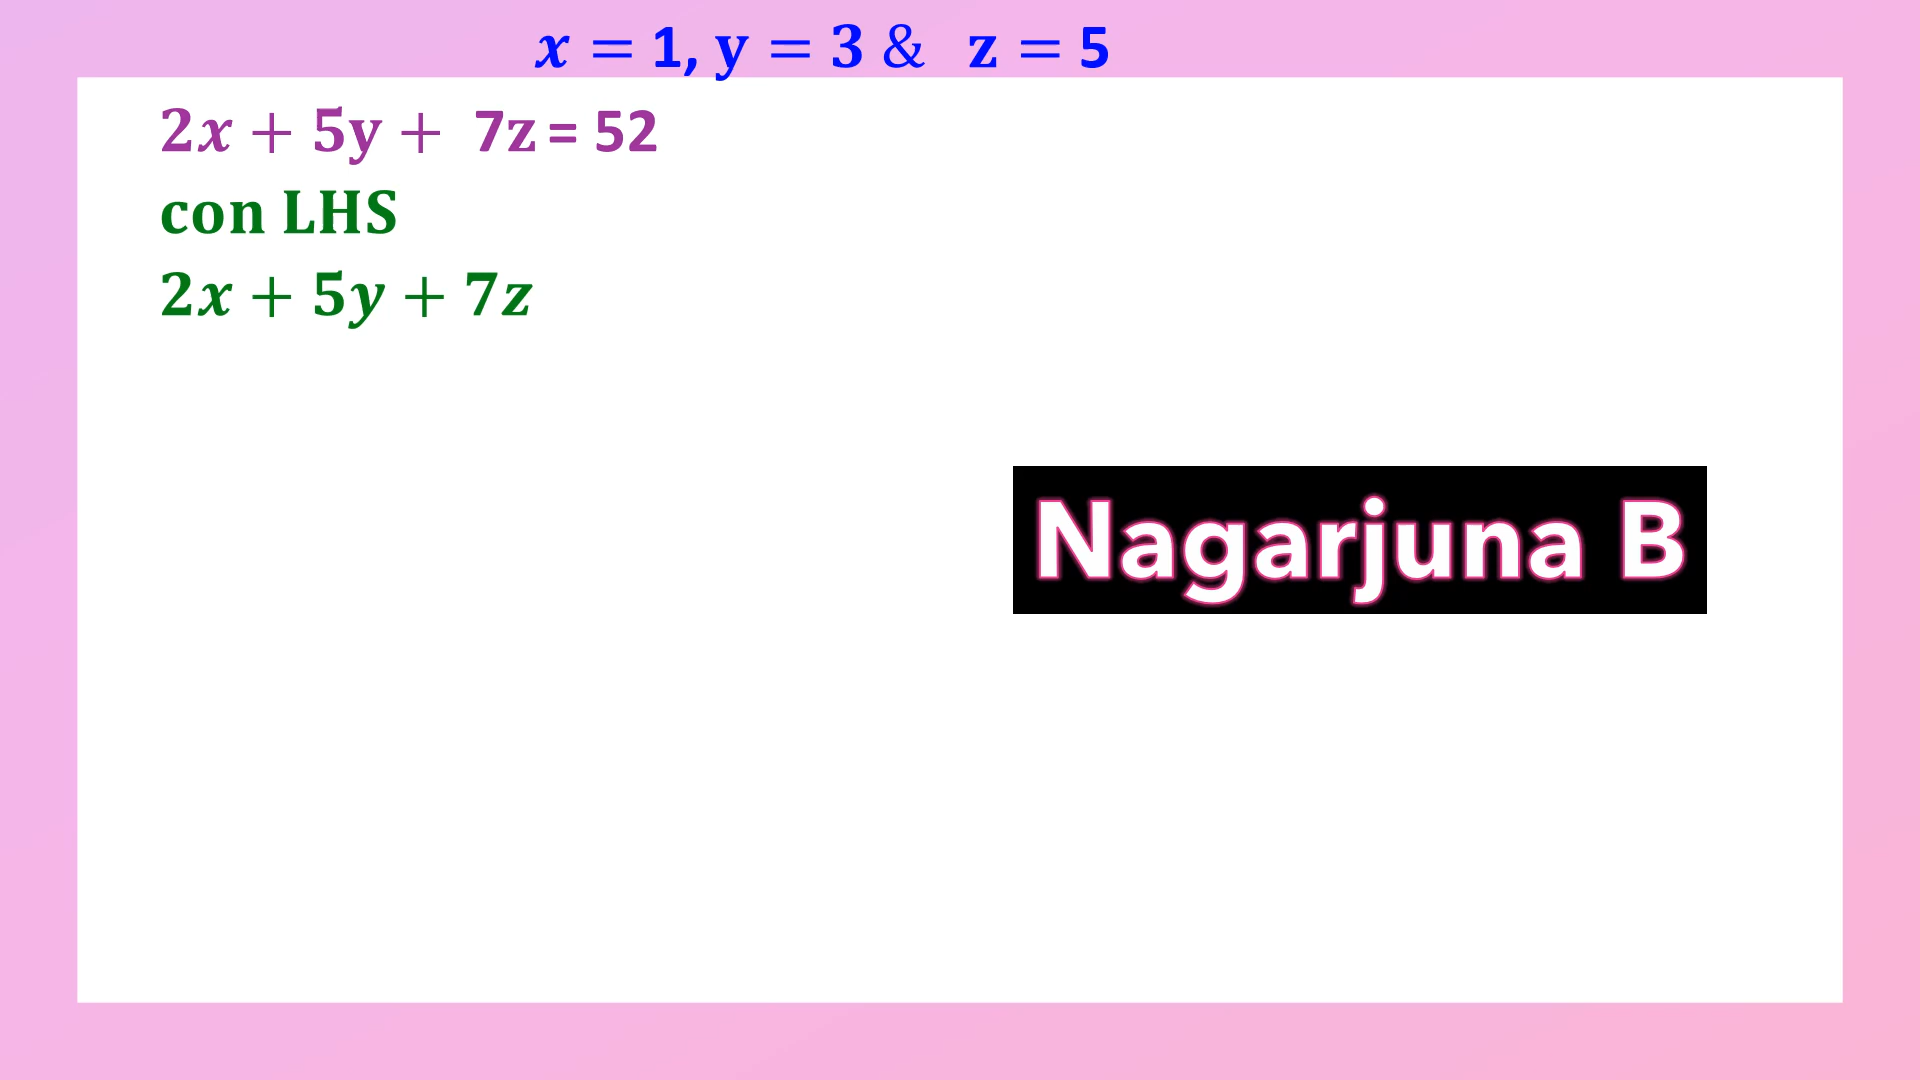 x = 1, y = 3 & z = 5
2x + 5y + 7z = 52
con LHS
2x + 5y + 7z
Nagarjuna B